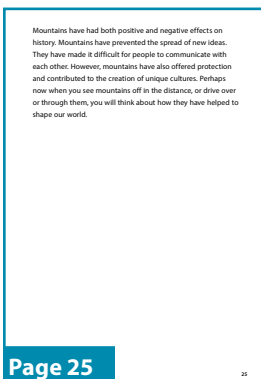 Mountains have had both positive and negative effects on
history. Mountains have prevented the spread of new ideas.
They have made it difficult for people to communicate with
each other. However, mountains have also offered protection
and contributed to the creation of unique cultures. Perhaps
now when you see mountains off in the distance, or drive over
or through them, you will think about how they have helped to
shape our world.
Page 25
25